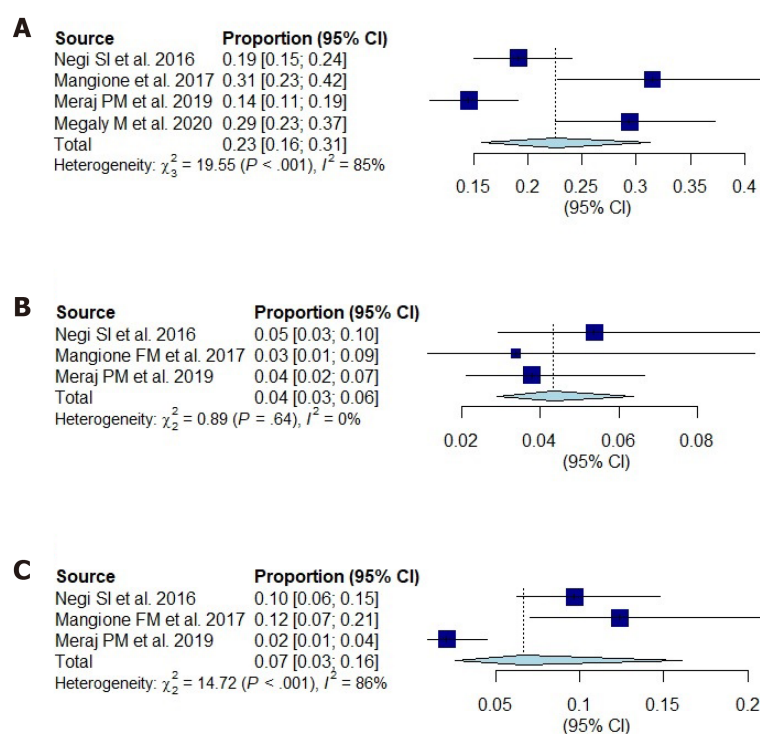 A
Source Proportion (95% CI)
Negi SI et al. 2016 0.19 [0.15; 0.24]
Mangione et al. 2017 0.31 [0.23; 0.42]
Meraj PM et al. 2019 0.14 [0.11; 0.19]
Megaly M et al. 2020 0.29 [0.23; 0.37]
Total 0.23 [0.16; 0.31]
Heterogeneity: χ²₃ = 19.55 (P < .001), I² = 85%
0.15 0.2 0.25 0.3 0.35 0.4
(95% CI)
B
Source Proportion (95% CI)
Negi SI et al. 2016 0.05 [0.03; 0.10]
Mangione FM et al. 2017 0.03 [0.01; 0.09]
Meraj PM et al. 2019 0.04 [0.02; 0.07]
Total 0.04 [0.03; 0.06]
Heterogeneity: χ²₂ = 0.89 (P = .64), I² = 0%
0.02 0.04 0.06 0.08
(95% CI)
C
Source Proportion (95% CI)
Negi SI et al. 2016 0.10 [0.06; 0.15]
Mangione FM et al. 2017 0.12 [0.07; 0.21]
Meraj PM et al. 2019 0.02 [0.01; 0.04]
Total 0.07 [0.03; 0.16]
Heterogeneity: χ²₂ = 14.72 (P < .001), I² = 86%
0.05 0.1 0.15 0.2
(95% CI)